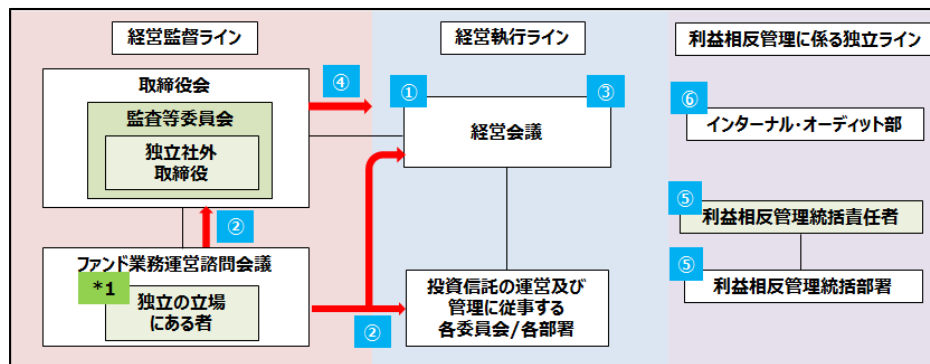 経営監督ライン
取締役会
監査等委員会
独立社外
取締役
④
②
ファンド業務運営諮問会議
*1
独立の立場
にある者
②
経営執行ライン
①
③
経営会議
投資信託の運営及び
管理に従事する
各委員会/各部署
利益相反管理に係る独立ライン
⑥
インターナル・オーディット部
⑤
利益相反管理統括責任者
⑤
利益相反管理統括部署